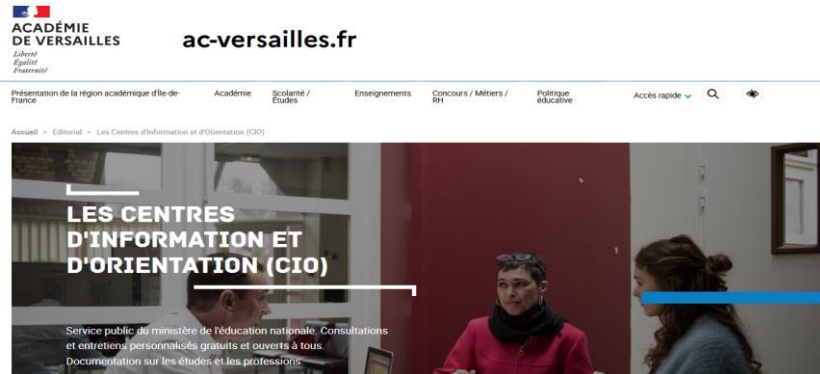 ACADÉMIE
DE VERSAILLES
Liberté
Égalité
Fraternité
ac-versailles.fr
Présentation de la région académique d'Île-de-
France
Académie
Scolarité /
Études
Enseignements
Concours / Métiers /
RH
Politique
éducative
Accès rapide
Accueil > Editorial > Les Centres d'Information et d'Orientation (CIO)
LES CENTRES
D'INFORMATION ET
D'ORIENTATION (CIO)
Service public du ministère de l'éducation nationale. Consultations
et entretiens personnalisés gratuits et ouverts à tous.
Documentation sur les études et les professions.